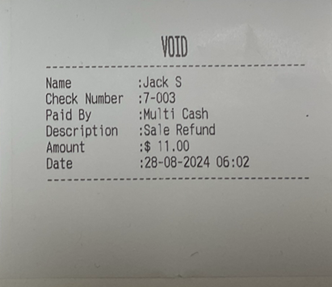 VOID
Name :Jack S
Check Number :7-003
Paid By :Multi Cash
Description :Sale Refund
Amount :$ 11.00
Date :28-08-2024 06:02